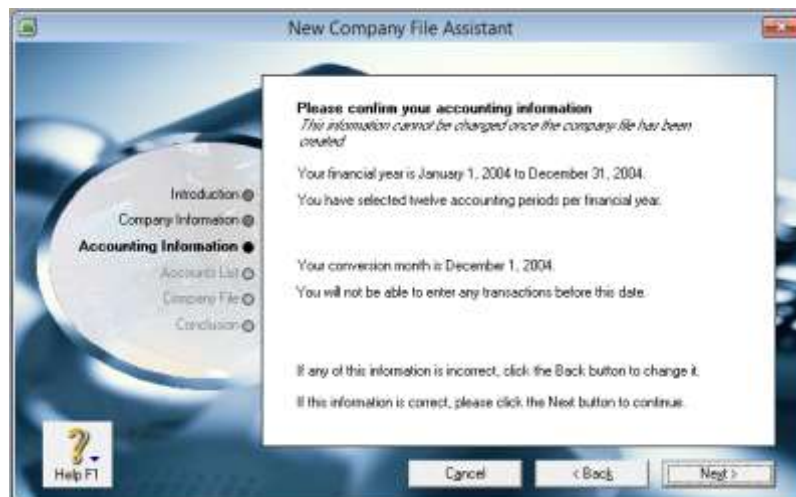 New Company File Assistant
Please confirm your accounting information
This information cannot be changed once the company file has been
created
Your financial year is January 1, 2004 to December 31, 2004.
You have selected twelve accounting periods per financial year.
Introduction
Company Information
Accounting Information
Accounts List
Company File
Conclusion
Your conversion month is December 1, 2004.
You will not be able to enter any transactions before this date.
If any of this information is incorrect, click the Back button to change it.
If this information is correct, please click the Next button to continue.
Help F1
Cancel
< Back
Next >